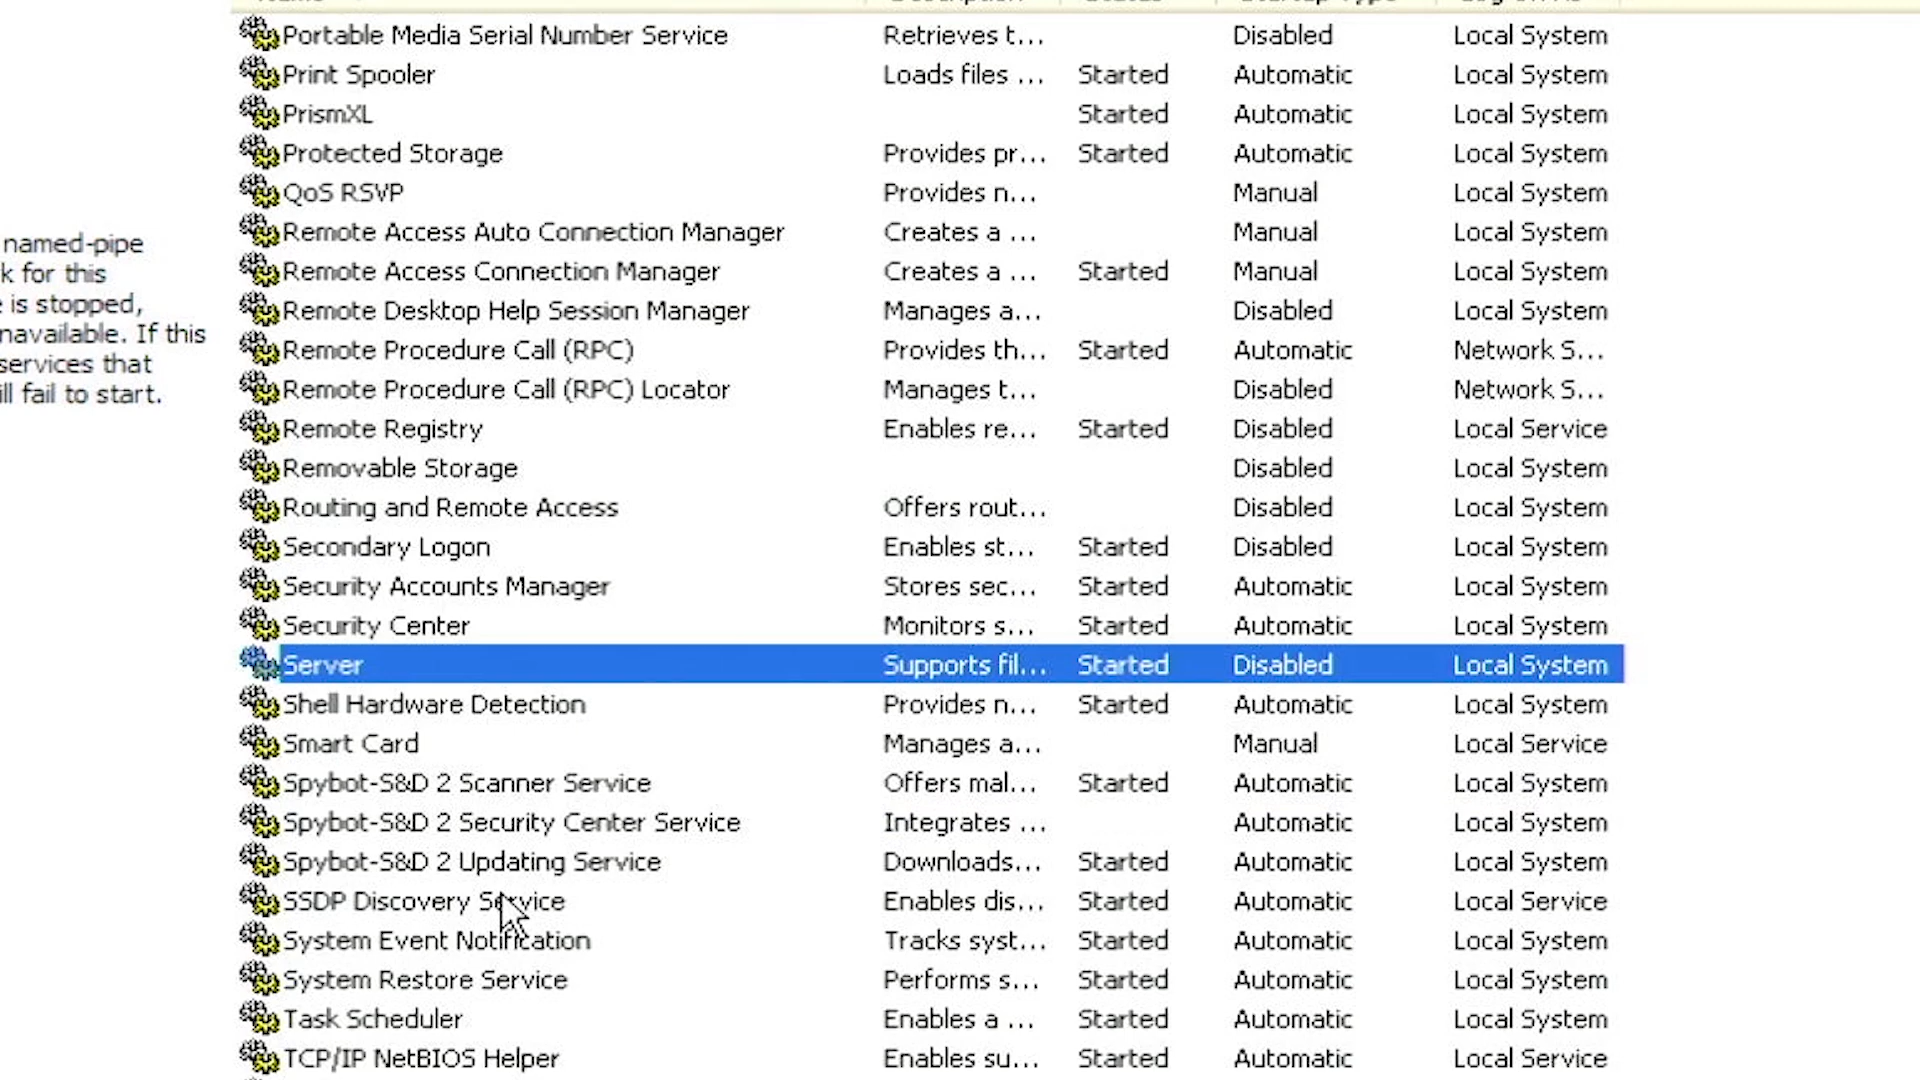 Portable Media Serial Number Service Retrieves t... Disabled Local System
Print Spooler Loads files ... Started Automatic Local System
PrismXL Started Automatic Local System
Protected Storage Provides pr... Started Automatic Local System
QoS RSVP Provides n... Manual Local System
Remote Access Auto Connection Manager Creates a ... Manual Local System
Remote Access Connection Manager Creates a ... Started Manual Local System
Remote Desktop Help Session Manager Manages a... Disabled Local System
Remote Procedure Call (RPC) Provides th... Started Automatic Network S...
Remote Procedure Call (RPC) Locator Manages t... Disabled Network S...
Remote Registry Enables re... Started Disabled Local Service
Removable Storage Disabled Local System
Routing and Remote Access Offers rout... Disabled Local System
Secondary Logon Enables st... Started Disabled Local System
Security Accounts Manager Stores sec... Started Automatic Local System
Security Center Monitors s... Started Automatic Local System
Server Supports fil... Started Disabled Local System
Shell Hardware Detection Provides n... Started Automatic Local System
Smart Card Manages a... Manual Local Service
Spybot-S&D 2 Scanner Service Offers mal... Started Automatic Local System
Spybot-S&D 2 Security Center Service Integrates ... Automatic Local System
Spybot-S&D 2 Updating Service Downloads... Started Automatic Local System
SSDP Discovery Service Enables dis... Started Automatic Local Service
System Event Notification Tracks syst... Started Automatic Local System
System Restore Service Performs s... Started Automatic Local System
Task Scheduler Enables a ... Started Automatic Local System
TCP/IP NetBIOS Helper Enables su... Started Automatic Local Service
named-pipe
k for this
is stopped,
navailable. If this
services that
ill fail to start.